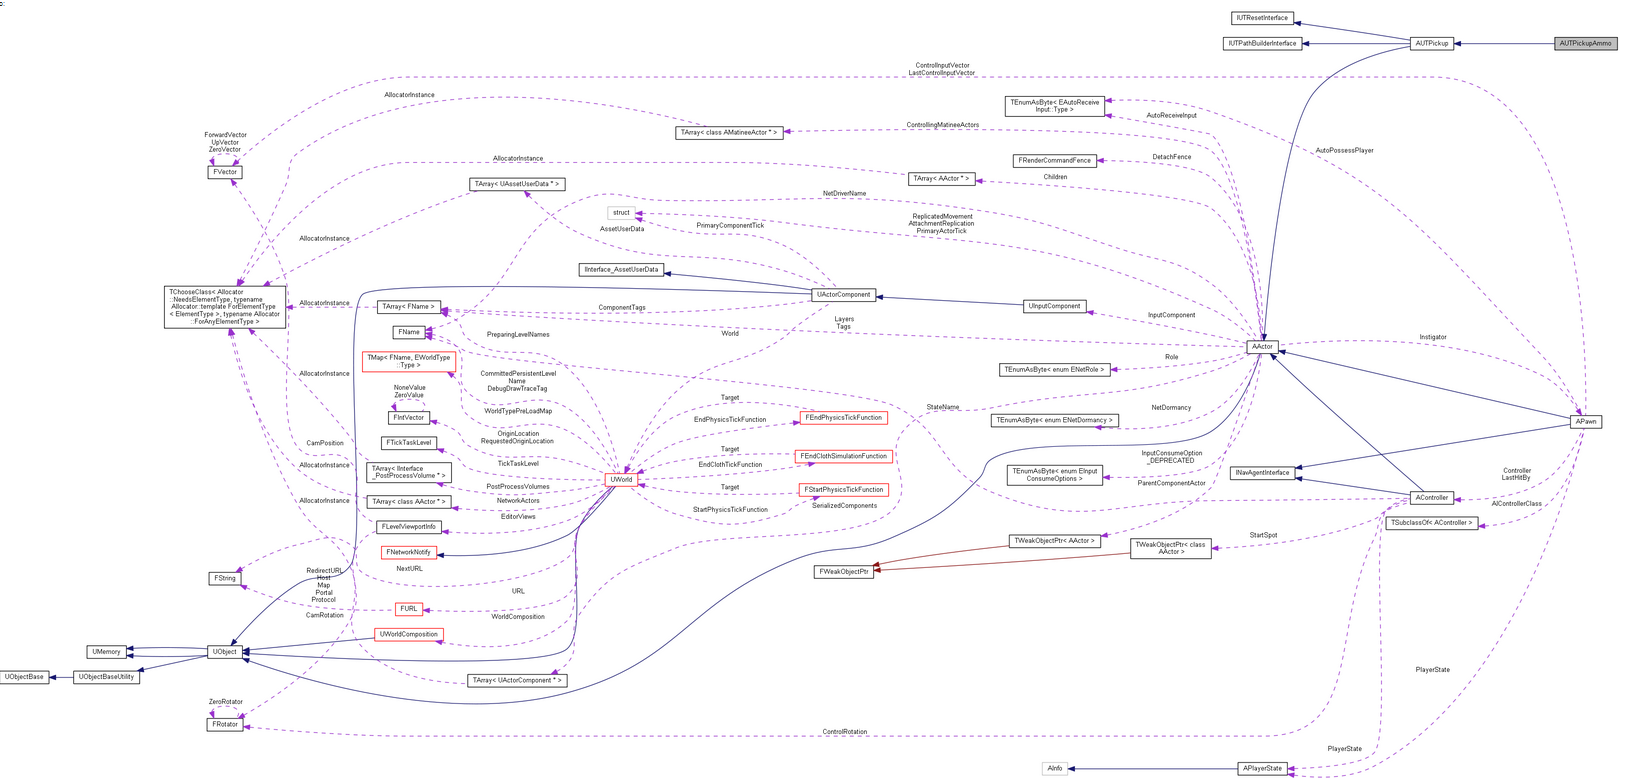 c:
IUTResetInterface
IUTPathBuilderInterface
AUTPickup
AUTPickupAmmo
ControlInputVector
LastControlInputVector
AllocatorInstance
TEnumAsByte< EAutoReceive
Input::Type >
AutoReceiveInput
ControllingMatineeActors
TArray< class AMatineeActor * >
ForwardVector
UpVector
ZeroVector
FVector
AutoPossessPlayer
AllocatorInstance
FRenderCommandFence
DetachFence
Children
TArray< AActor * >
TArray< UAssetUserData * >
NetDriverName
struct
ReplicatedMovement
AttachmentReplication
PrimaryActorTick
PrimaryComponentTick
AssetUserData
AllocatorInstance
IInterface_AssetUserData
TChooseClass< Allocator
::NeedsElementType, typename
Allocator::template ForElementType
< ElementType >, typename Allocator
::ForAnyElementType >
AllocatorInstance
TArray< FName >
ComponentTags
UActorComponent
UInputComponent
InputComponent
Layers
Tags
FName
PreparingLevelNames
World
AActor
Instigator
TMap< FName, EWorldType
::Type >
CommittedPersistentLevel
Name
DebugDrawTraceTag
Role
TEnumAsByte< enum ENetRole >
AllocatorInstance
NoneValue
ZeroValue
FIntVector
WorldTypePreLoadMap
Target
FEndPhysicsTickFunction
EndPhysicsTickFunction
StateName
NetDormancy
TEnumAsByte< enum ENetDormancy >
APawn
OriginLocation
RequestedOriginLocation
CamPosition
FTickTaskLevel
TickTaskLevel
Target
FEndClothSimulationFunction
EndClothTickFunction
InputConsumeOption
_DEPRECATED
TEnumAsByte< enum EInput
ConsumeOptions >
ParentComponentActor
INavAgentInterface
Controller
LastHitBy
AllocatorInstance
TArray< IInterface
_PostProcessVolume * >
PostProcessVolumes
UWorld
Target
FStartPhysicsTickFunction
StartPhysicsTickFunction
SerializedComponents
AllocatorInstance
TArray< class AActor * >
NetworkActors
AController
AIControllerClass
TSubclassOf< AController >
FLevelViewportInfo
EditorViews
FNetworkNotify
NextURL
StartSpot
TWeakObjectPtr< AActor >
TWeakObjectPtr< class
AActor >
FWeakObjectPtr
FString
RedirectURL
Host
Map
Portal
Protocol
CamRotation
FURL
URL
WorldComposition
UWorldComposition
UMemory
UObject
UObjectBase
UObjectBaseUtility
TArray< UActorComponent * >
PlayerState
ZeroRotator
FRotator
ControlRotation
PlayerState
AInfo
APlayerState